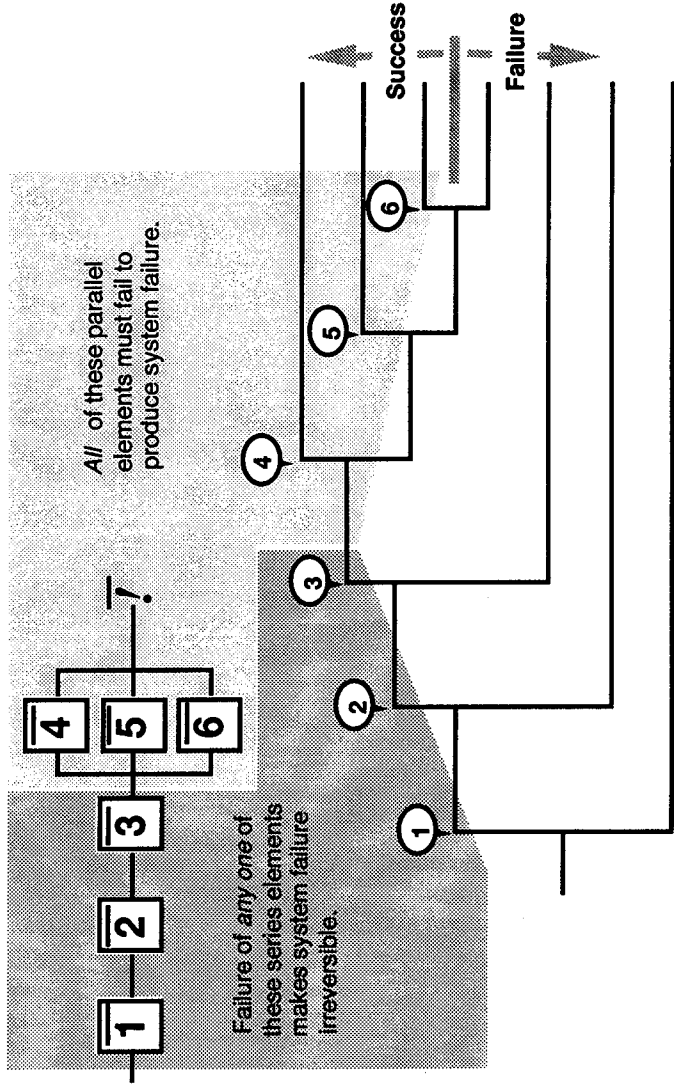 1̅
2̅
3̅
4̅
5̅
6̅
!̅
Failure of any one of
these series elements
makes system failure
irreversible.
All of these parallel
elements must fail to
produce system failure.
1
2
3
4
5
6
Success
Failure